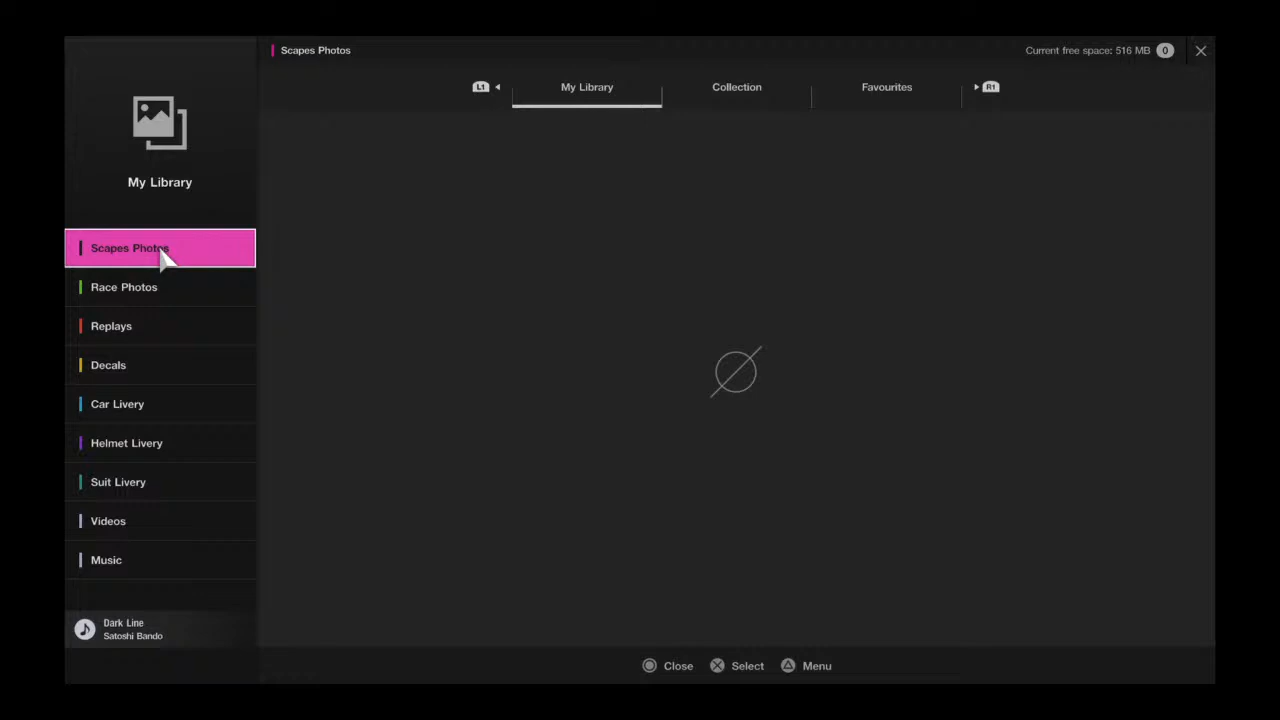 Scapes Photos
Current free space: 516 MB 0
L1 My Library Collection Favourites R1
My Library
Scapes Photos
Race Photos
Replays
Decals
Car Livery
Helmet Livery
Suit Livery
Videos
Music
Dark Line
Satoshi Bando
Close Select Menu